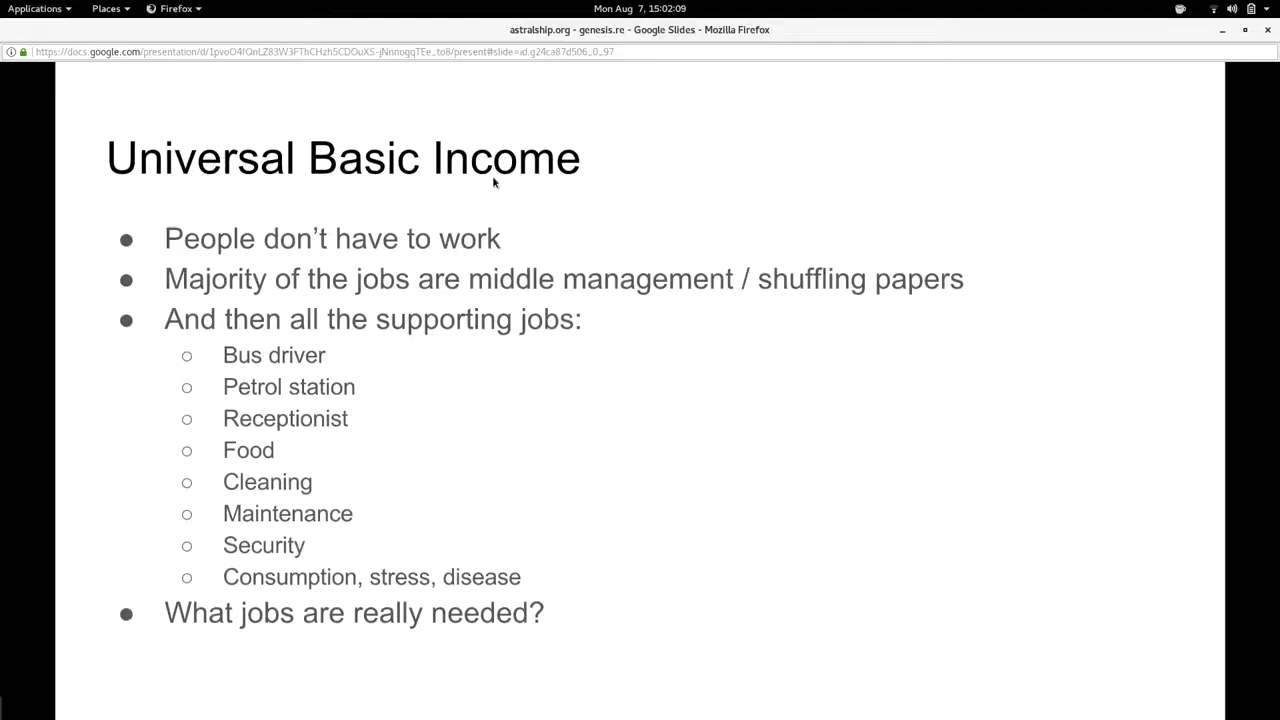 Applications Places Firefox Mon Aug 7, 15:02:09
astralship.org - genesis.re - Google Slides - Mozilla Firefox
Universal Basic Income
● People don’t have to work
● Majority of the jobs are middle management / shuffling papers
● And then all the supporting jobs:
○ Bus driver
○ Petrol station
○ Receptionist
○ Food
○ Cleaning
○ Maintenance
○ Security
○ Consumption, stress, disease
● What jobs are really needed?